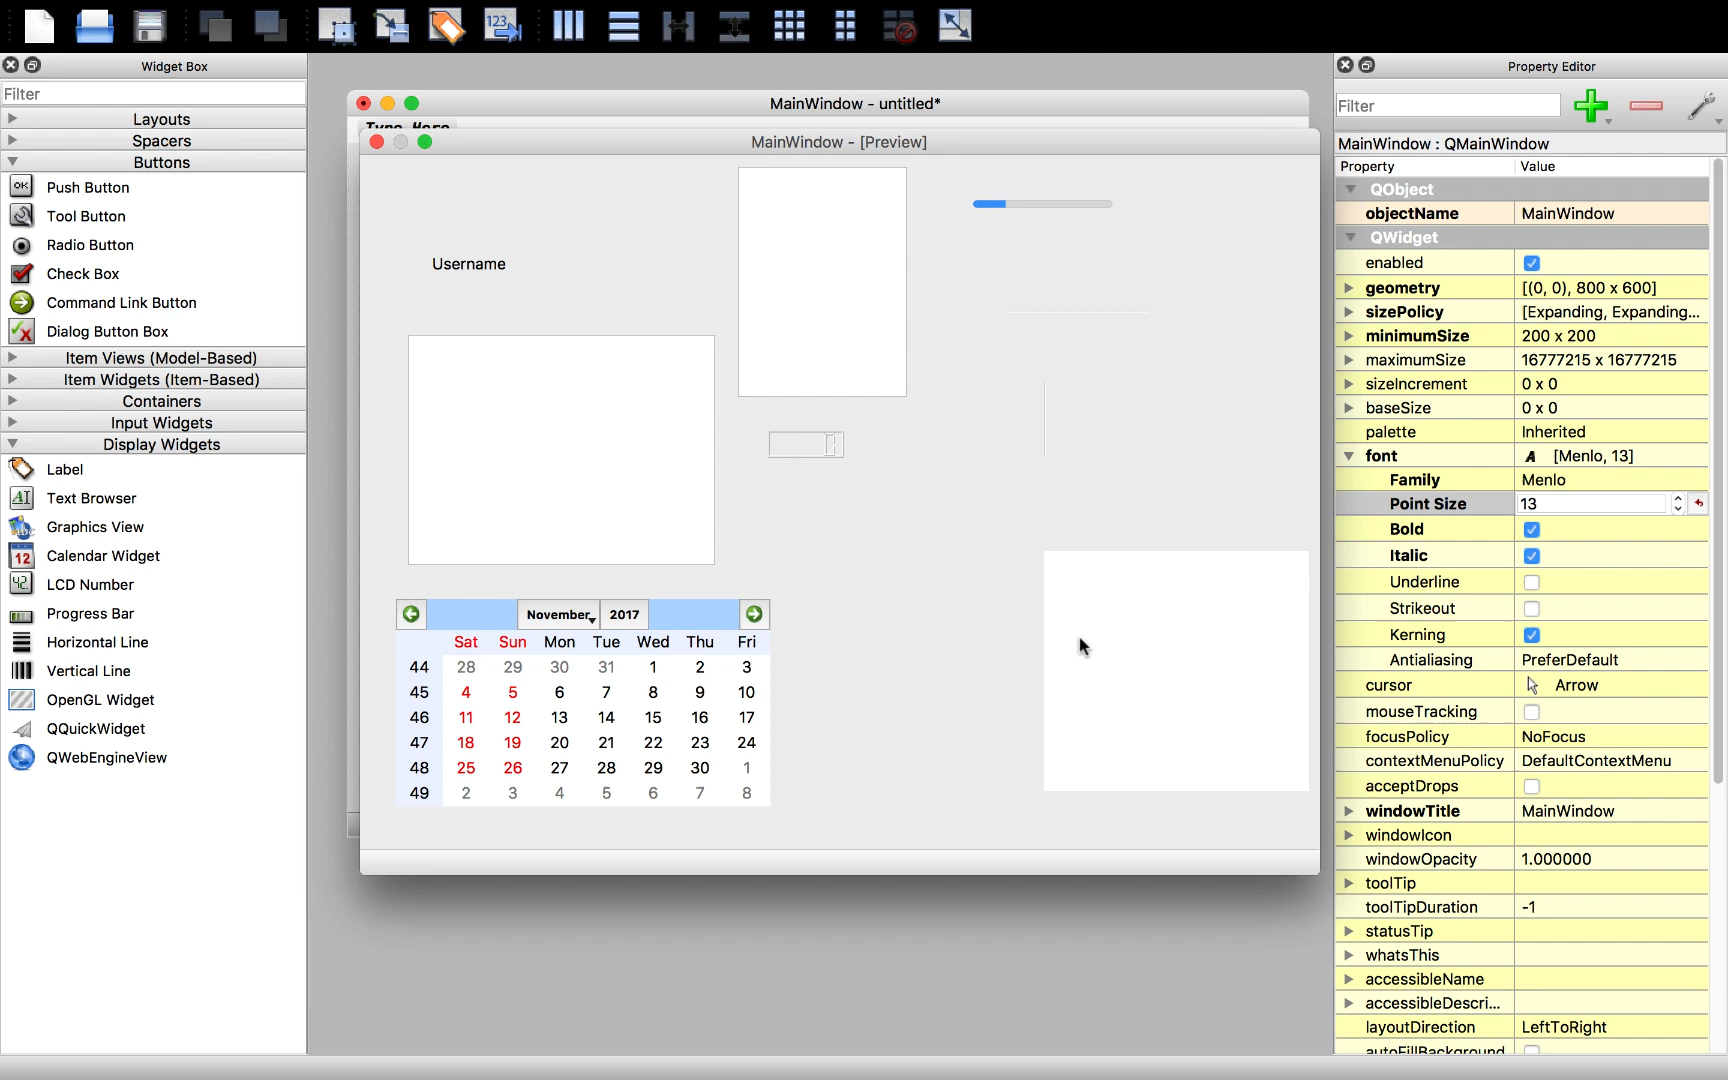 123
Widget Box
Filter
Layouts
Spacers
Buttons
OK Push Button
Tool Button
Radio Button
Check Box
Command Link Button
Dialog Button Box
Item Views (Model-Based)
Item Widgets (Item-Based)
Containers
Input Widgets
Display Widgets
Label
AI Text Browser
Graphics View
12 Calendar Widget
42 LCD Number
Progress Bar
Horizontal Line
Vertical Line
OpenGL Widget
QQuickWidget
QWebEngineView
MainWindow - untitled*
Type Here
MainWindow - [Preview]
Username
November 2017
Sat Sun Mon Tue Wed Thu Fri
44 28 29 30 31 1 2 3
45 4 5 6 7 8 9 10
46 11 12 13 14 15 16 17
47 18 19 20 21 22 23 24
48 25 26 27 28 29 30 1
49 2 3 4 5 6 7 8
Property Editor
Filter
MainWindow : QMainWindow
Property Value
QObject
objectName MainWindow
QWidget
enabled
geometry [(0, 0), 800 x 600]
sizePolicy [Expanding, Expanding...
minimumSize 200 x 200
maximumSize 16777215 x 16777215
sizeIncrement 0 x 0
baseSize 0 x 0
palette Inherited
font A [Menlo, 13]
Family Menlo
Point Size 13
Bold
Italic
Underline
Strikeout
Kerning
Antialiasing PreferDefault
cursor Arrow
mouseTracking
focusPolicy NoFocus
contextMenuPolicy DefaultContextMenu
acceptDrops
windowTitle MainWindow
windowIcon
windowOpacity 1.000000
toolTip
toolTipDuration -1
statusTip
whatsThis
accessibleName
accessibleDescri...
layoutDirection LeftToRight
autoFillBackground